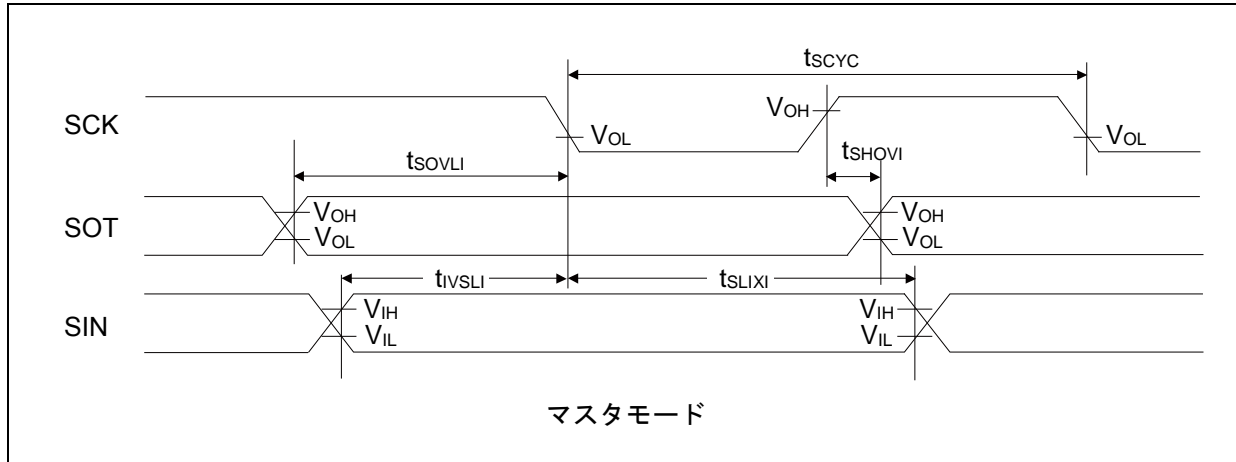 tSCYC
SCK
VOH
VOL
VOL
tSHOVI
tSOVLI
SOT
VOH
VOL
VOH
VOL
tIVSLI
tSLIXI
SIN
VIH
VIL
VIH
VIL
マスタモード